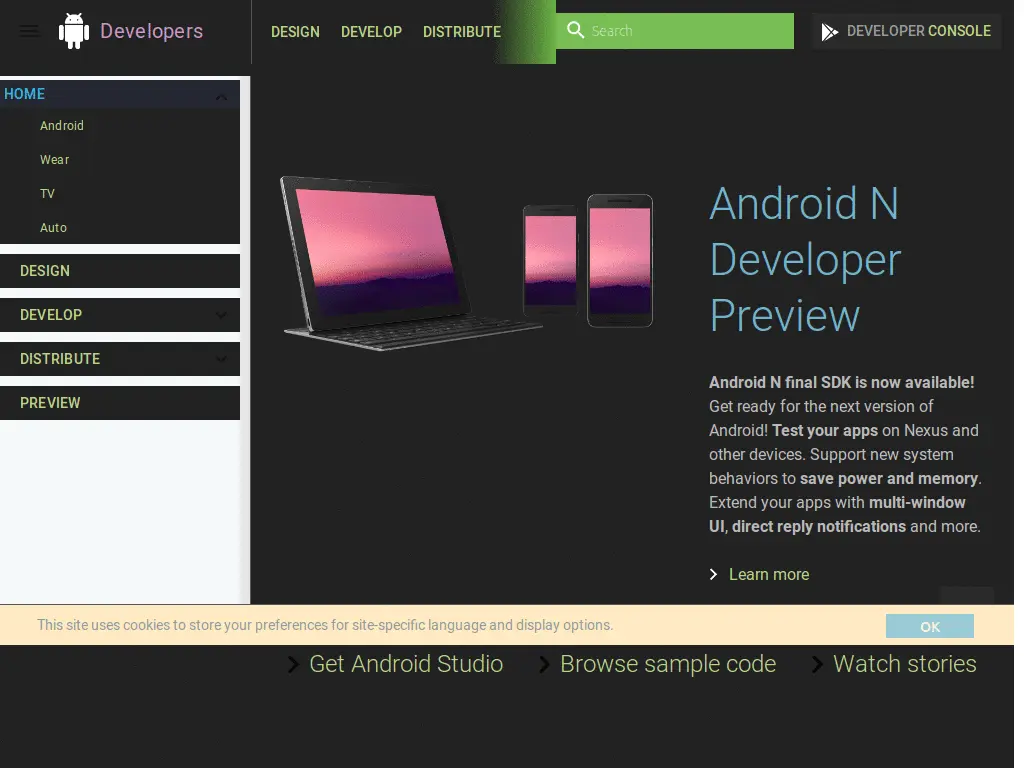 Developers
DESIGN DEVELOP DISTRIBUTE
Search
DEVELOPER CONSOLE
HOME
Android
Wear
TV
Auto
DESIGN
DEVELOP
DISTRIBUTE
PREVIEW
Android N
Developer
Preview
Android N final SDK is now available!
Get ready for the next version of
Android! Test your apps on Nexus and
other devices. Support new system
behaviors to save power and memory.
Extend your apps with multi-window
UI, direct reply notifications and more.
Learn more
This site uses cookies to store your preferences for site-specific language and display options.
OK
Get Android Studio
Browse sample code
Watch stories